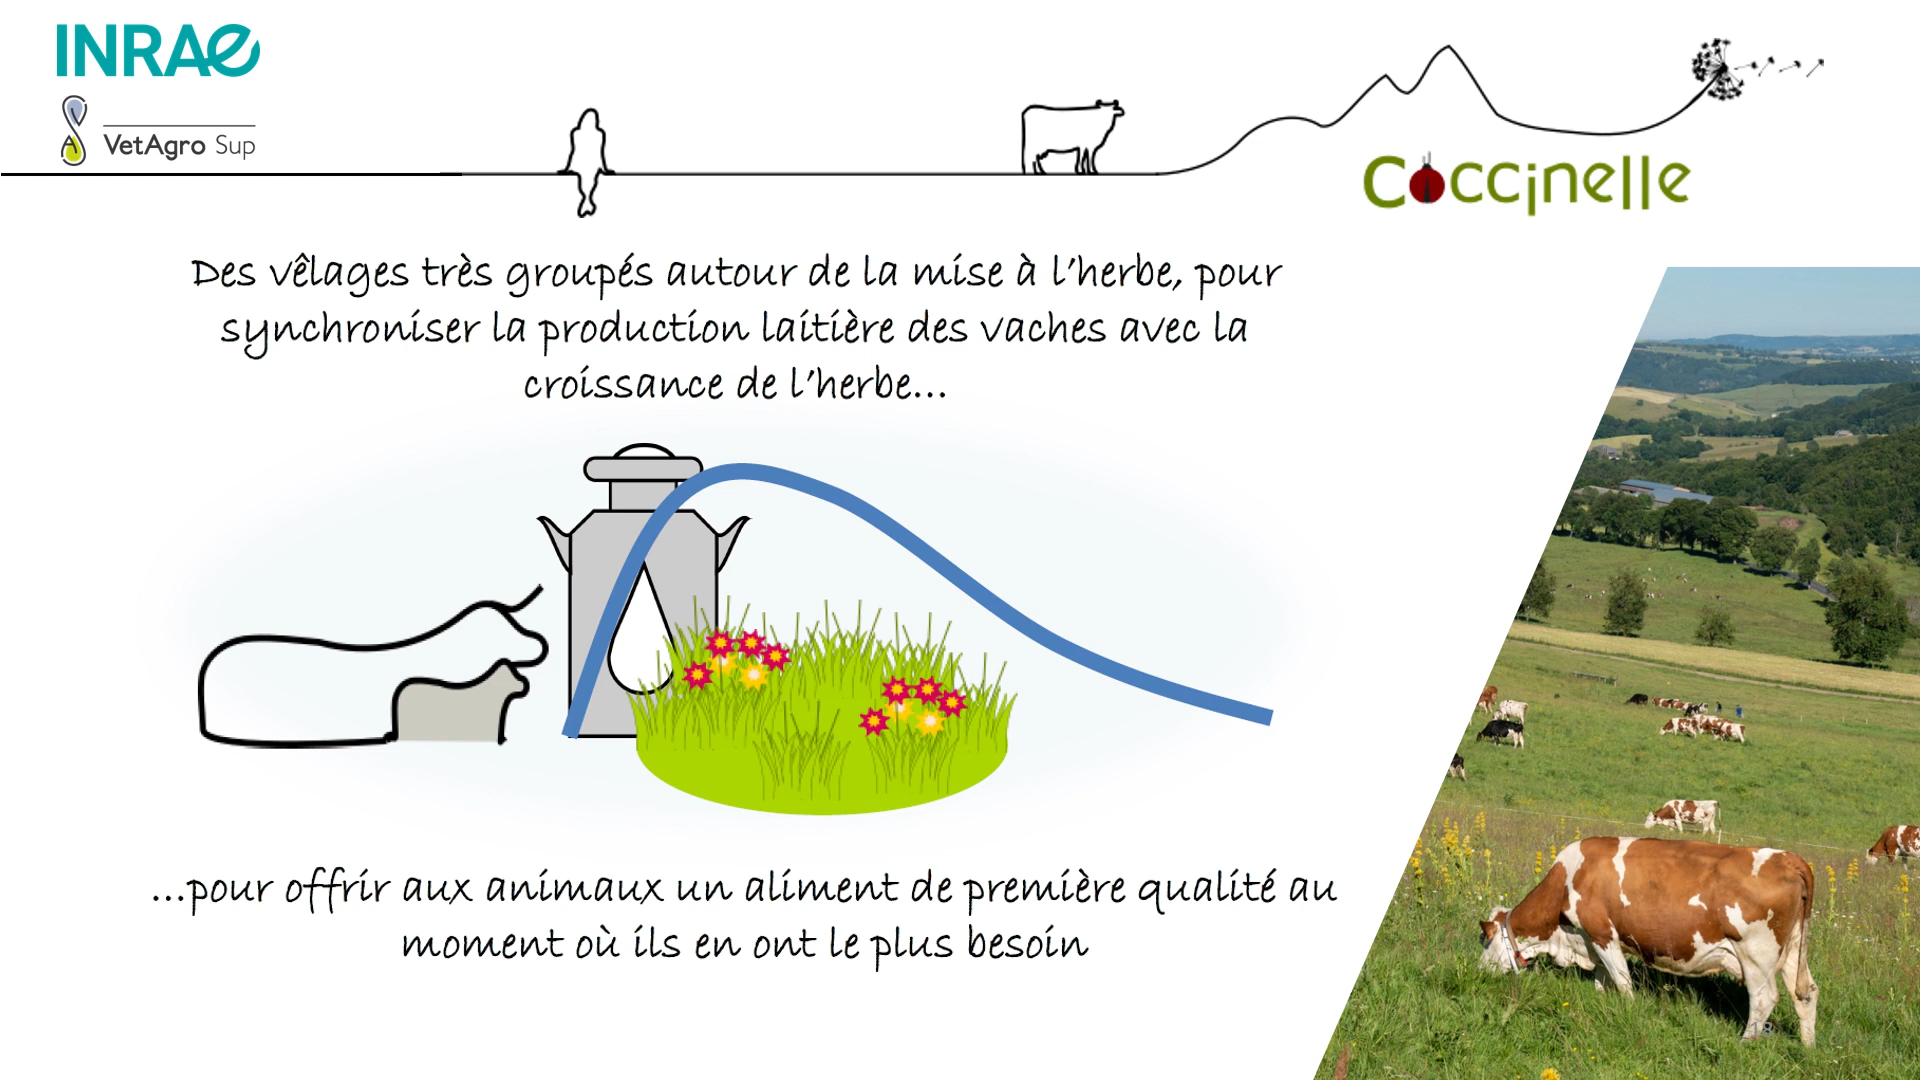 INRAE
VetAgro Sup
Coccinelle
Des vêlages très groupés autour de la mise à l'herbe, pour
synchroniser la production laitière des vaches avec la
croissance de l'herbe...
...pour offrir aux animaux un aliment de première qualité au
moment où ils en ont le plus besoin
18